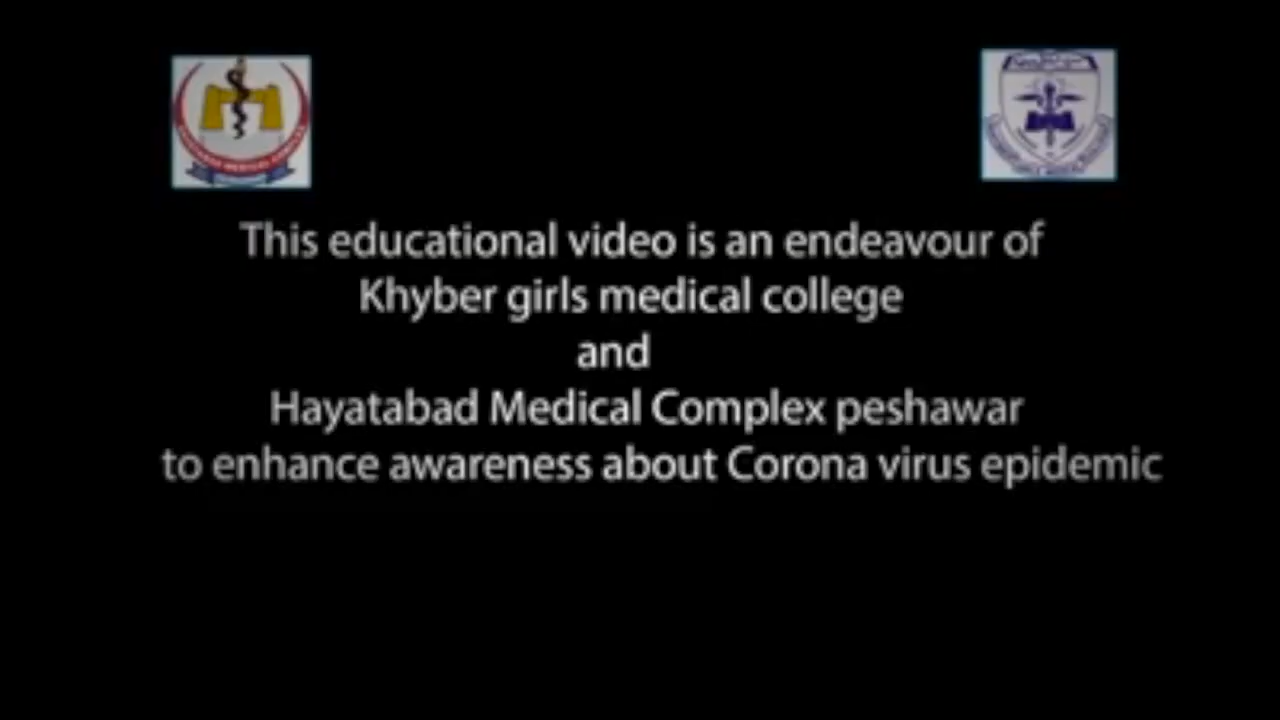 This educational video is an endeavour of
Khyber girls medical college
and
Hayatabad Medical Complex peshawar
to enhance awareness about Corona virus epidemic